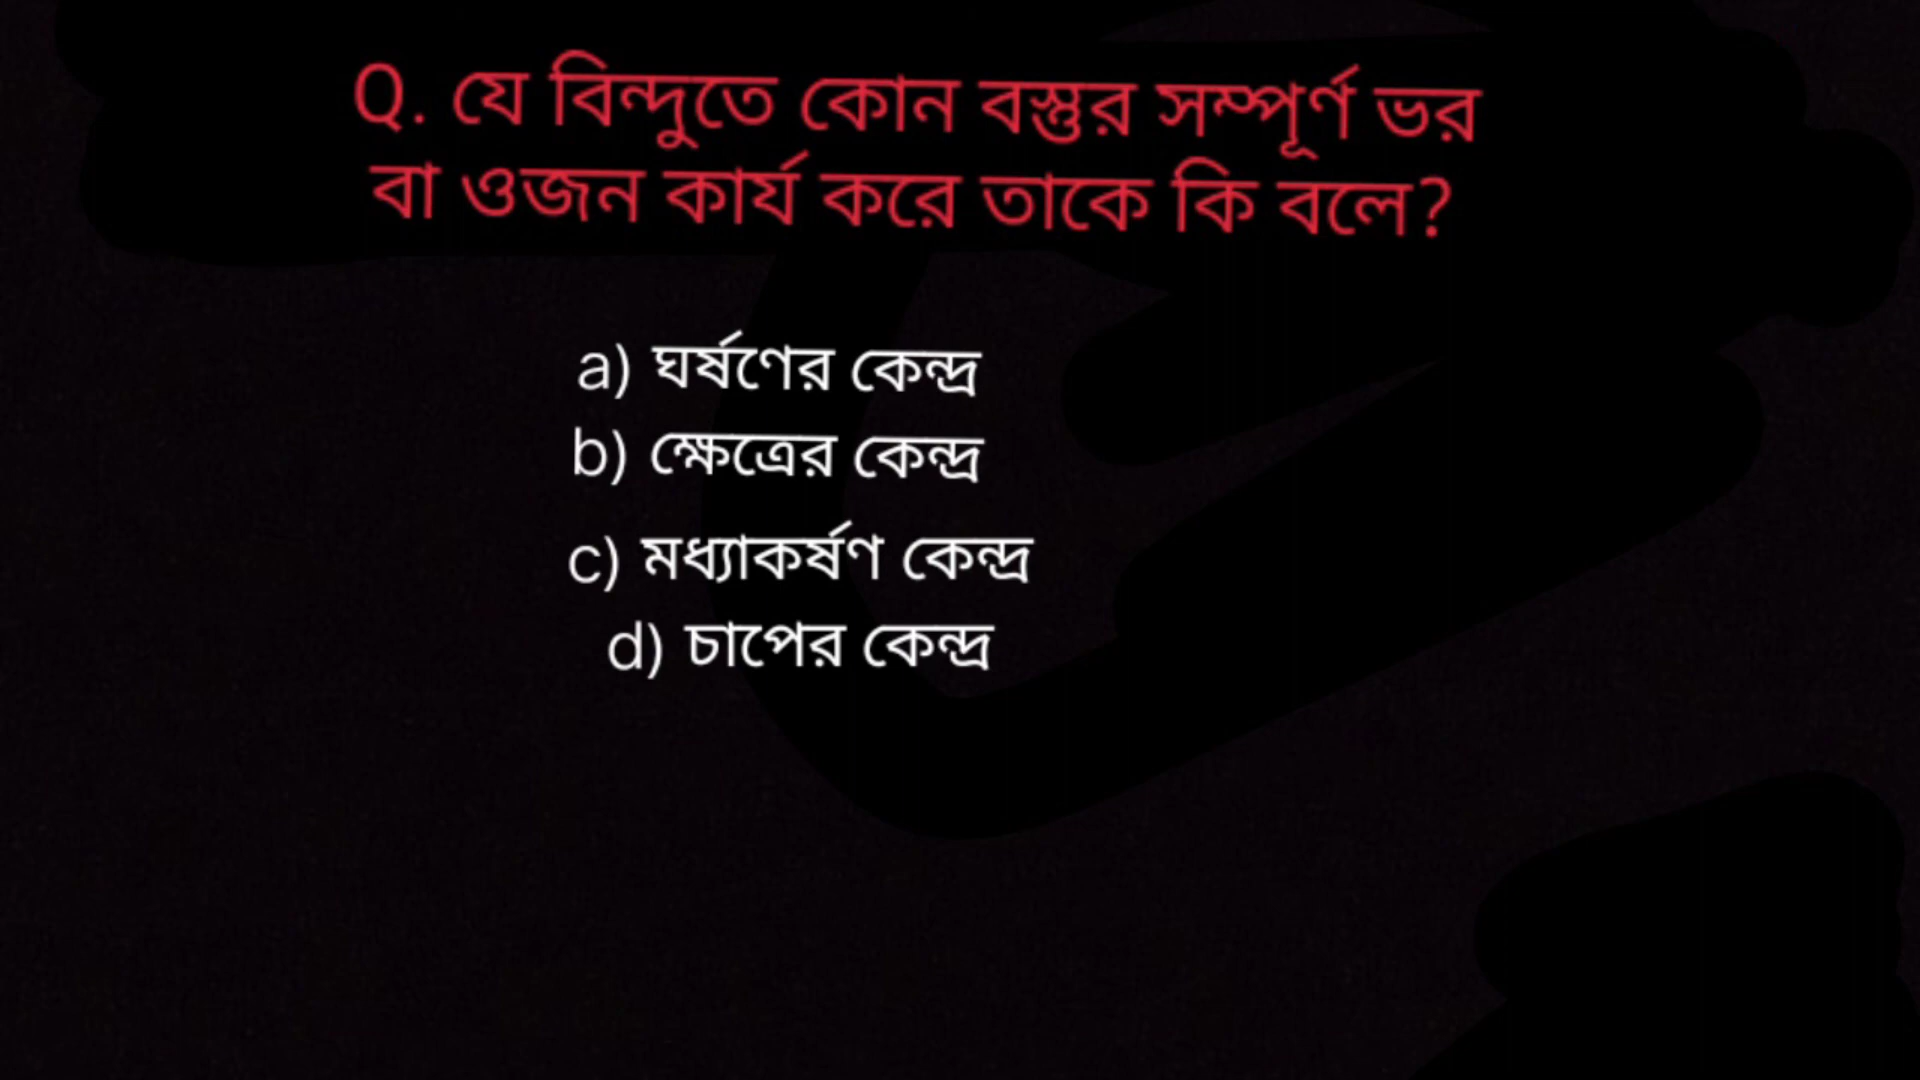 Q. যে বিন্দুতে কোন বস্তুর সম্পূর্ণ ভর
বা ওজন কার্য করে তাকে কি বলে?
a) ঘর্ষণের কেন্দ্র
b) ক্ষেত্রের কেন্দ্র
c) মধ্যাকর্ষণ কেন্দ্র
d) চাপের কেন্দ্র